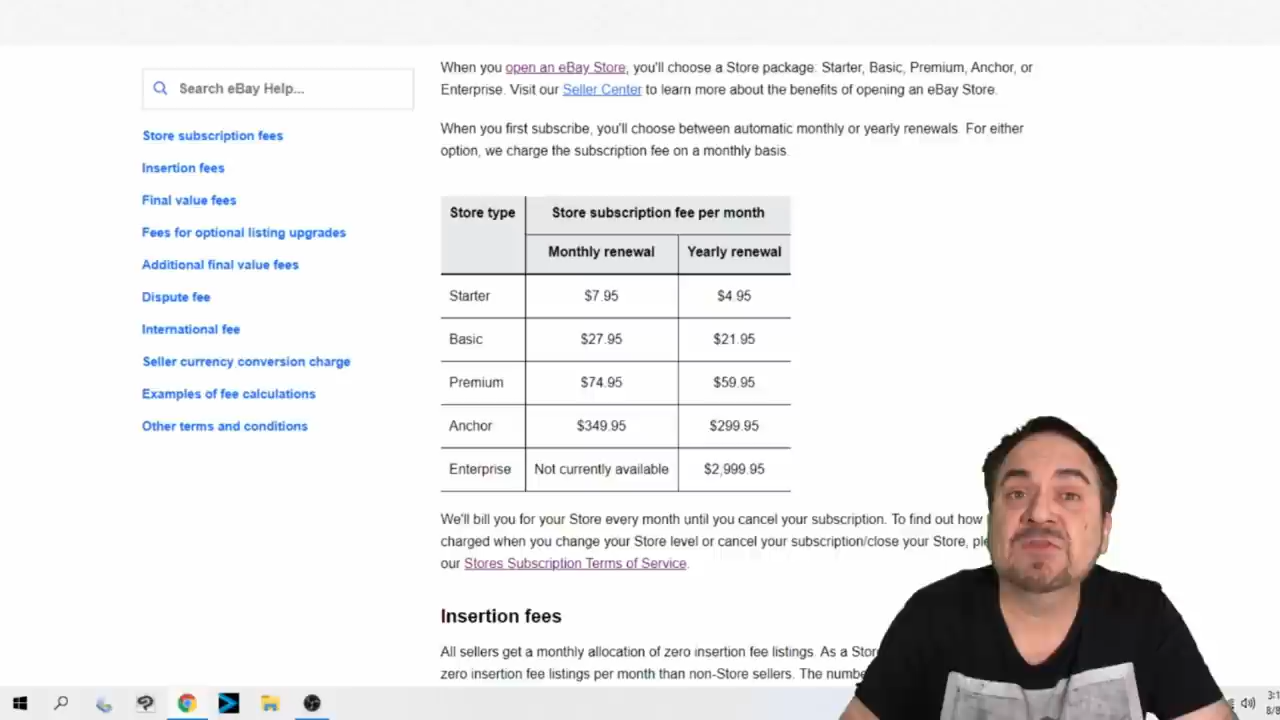 Search eBay Help...
Store subscription fees
Insertion fees
Final value fees
Fees for optional listing upgrades
Additional final value fees
Dispute fee
International fee
Seller currency conversion charge
Examples of fee calculations
Other terms and conditions
When you open an eBay Store, you'll choose a Store package: Starter, Basic, Premium, Anchor, or
Enterprise. Visit our Seller Center to learn more about the benefits of opening an eBay Store.
When you first subscribe, you'll choose between automatic monthly or yearly renewals. For either
option, we charge the subscription fee on a monthly basis.
Store type Store subscription fee per month
Monthly renewal Yearly renewal
Starter $7.95 $4.95
Basic $27.95 $21.95
Premium $74.95 $59.95
Anchor $349.95 $299.95
Enterprise Not currently available $2,999.95
We'll bill you for your Store every month until you cancel your subscription. To find out how
charged when you change your Store level or cancel your subscription/close your Store,
our Stores Subscription Terms of Service.
Insertion fees
All sellers get a monthly allocation of zero insertion fee listings. As a
zero insertion fee listings per month than non-Store sellers. The